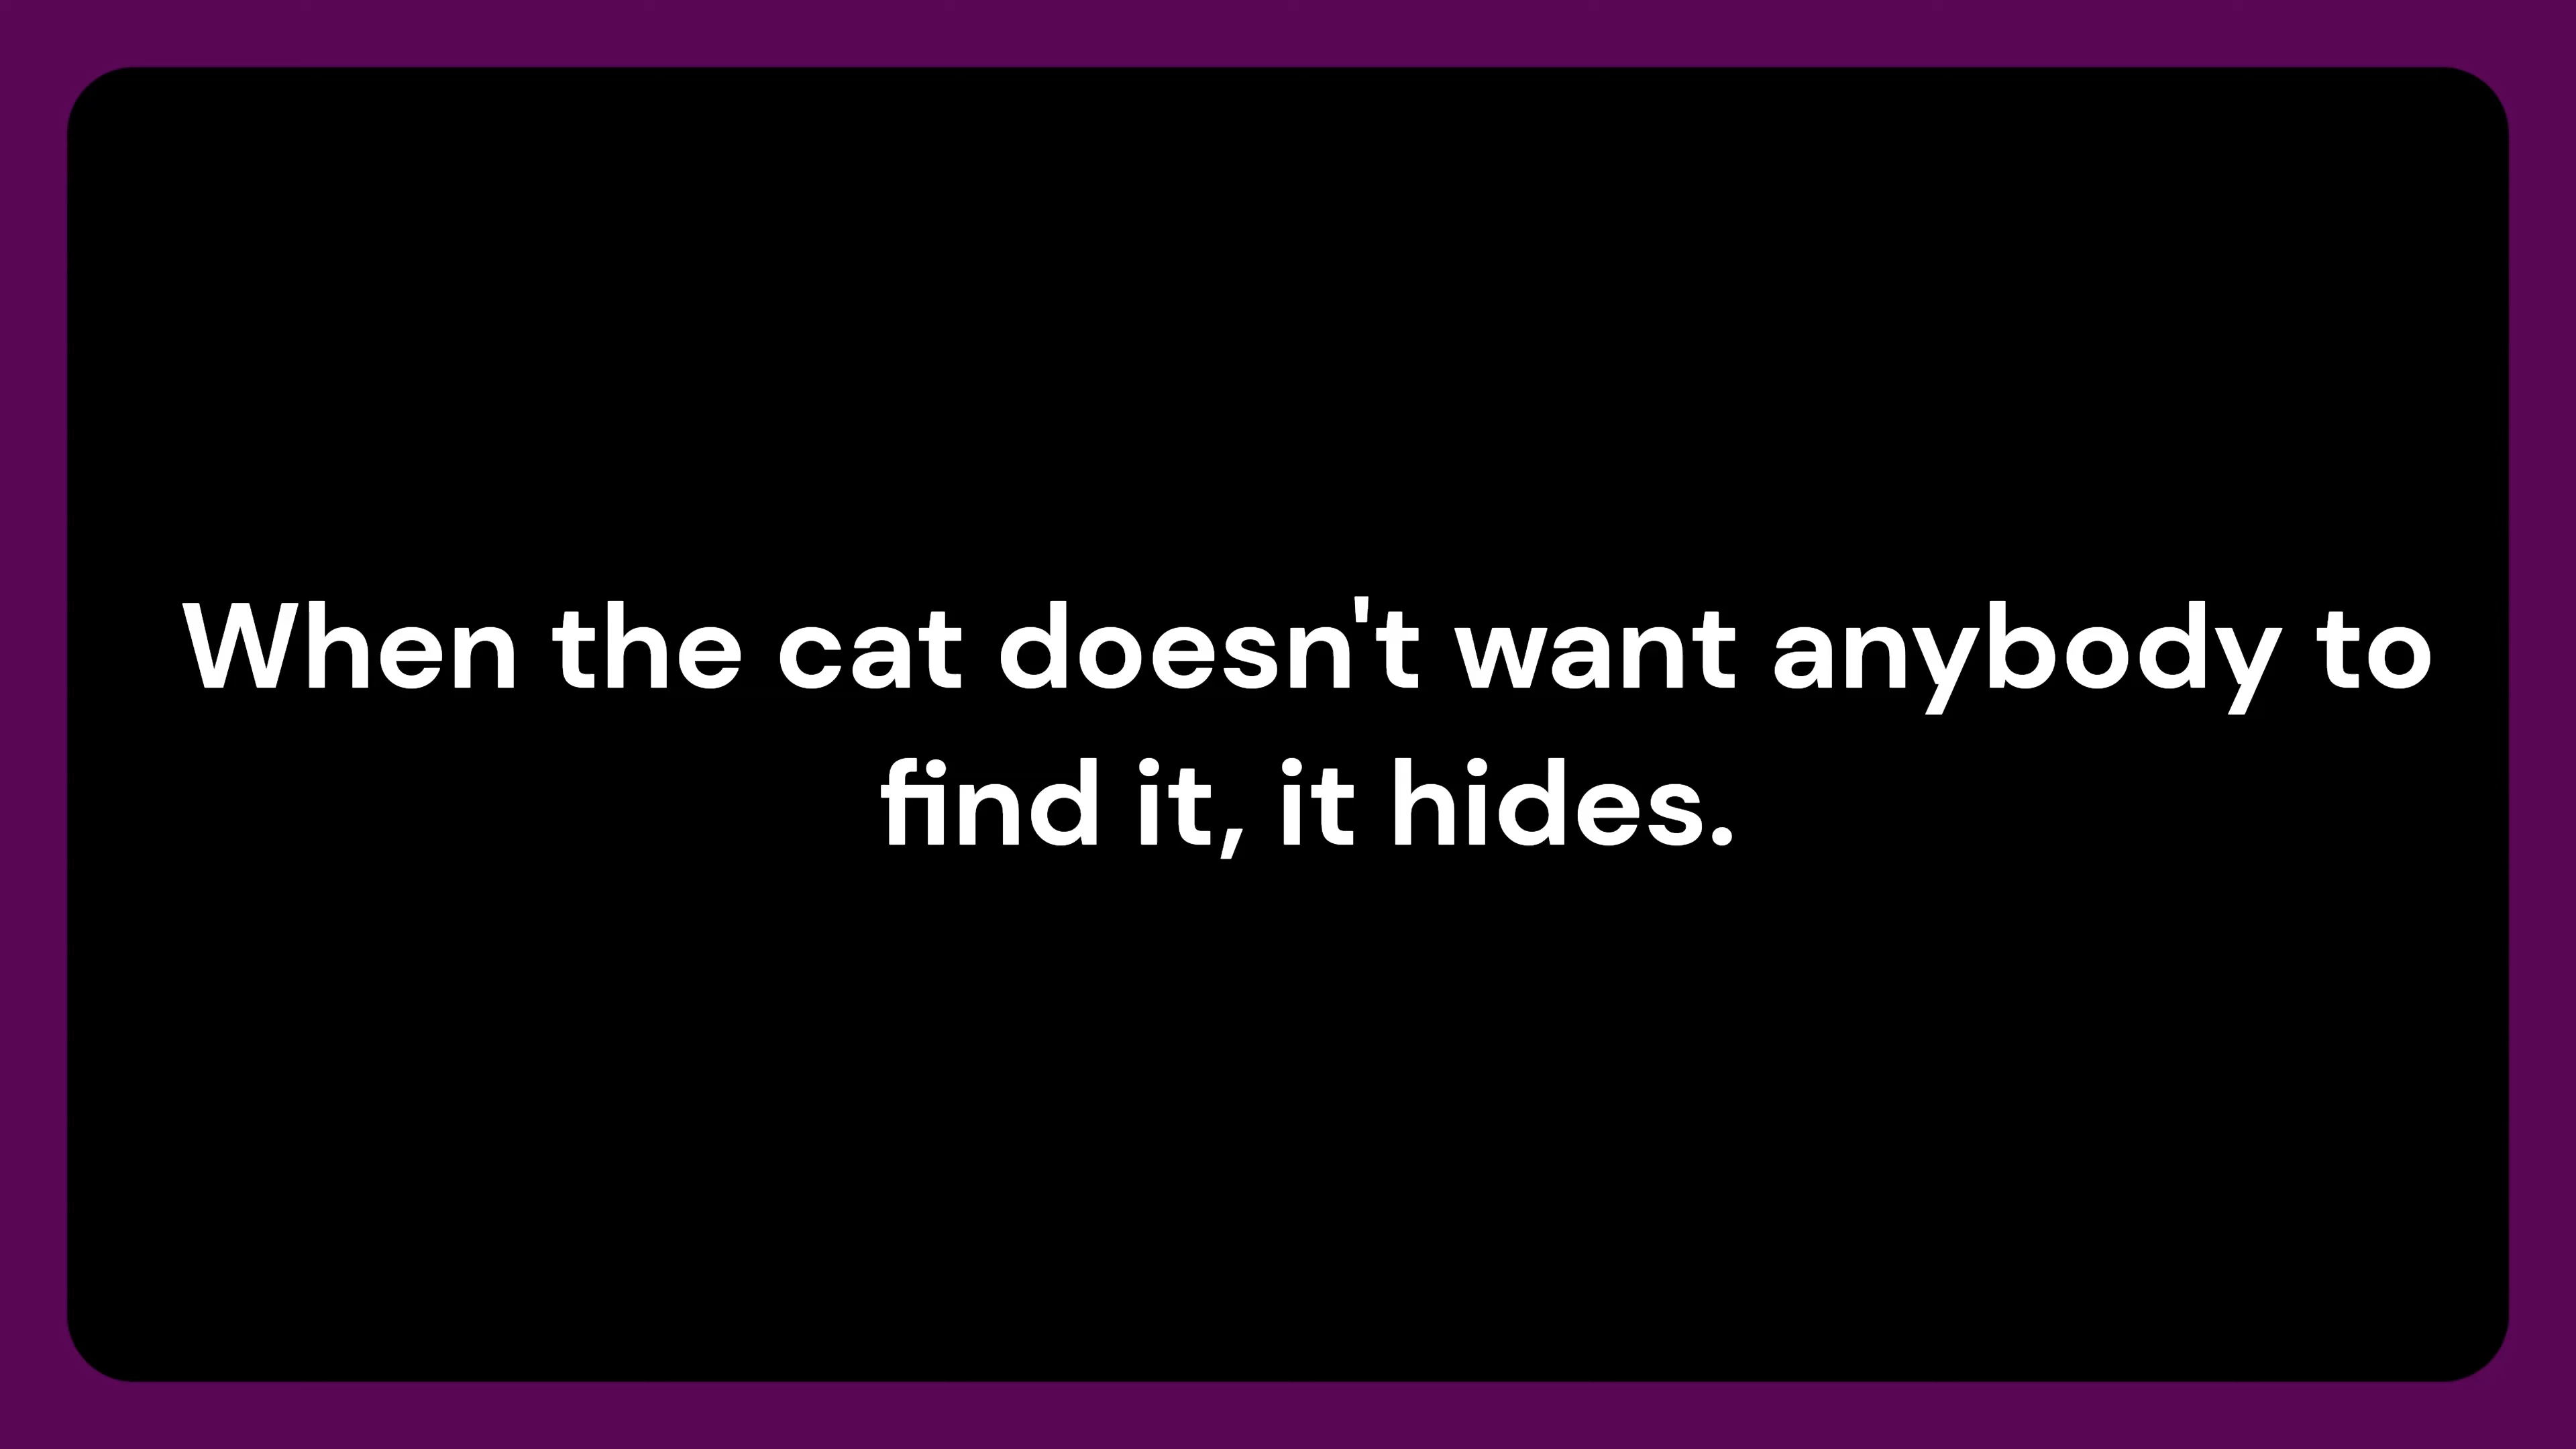 When the cat doesn't want anybody to
find it, it hides.